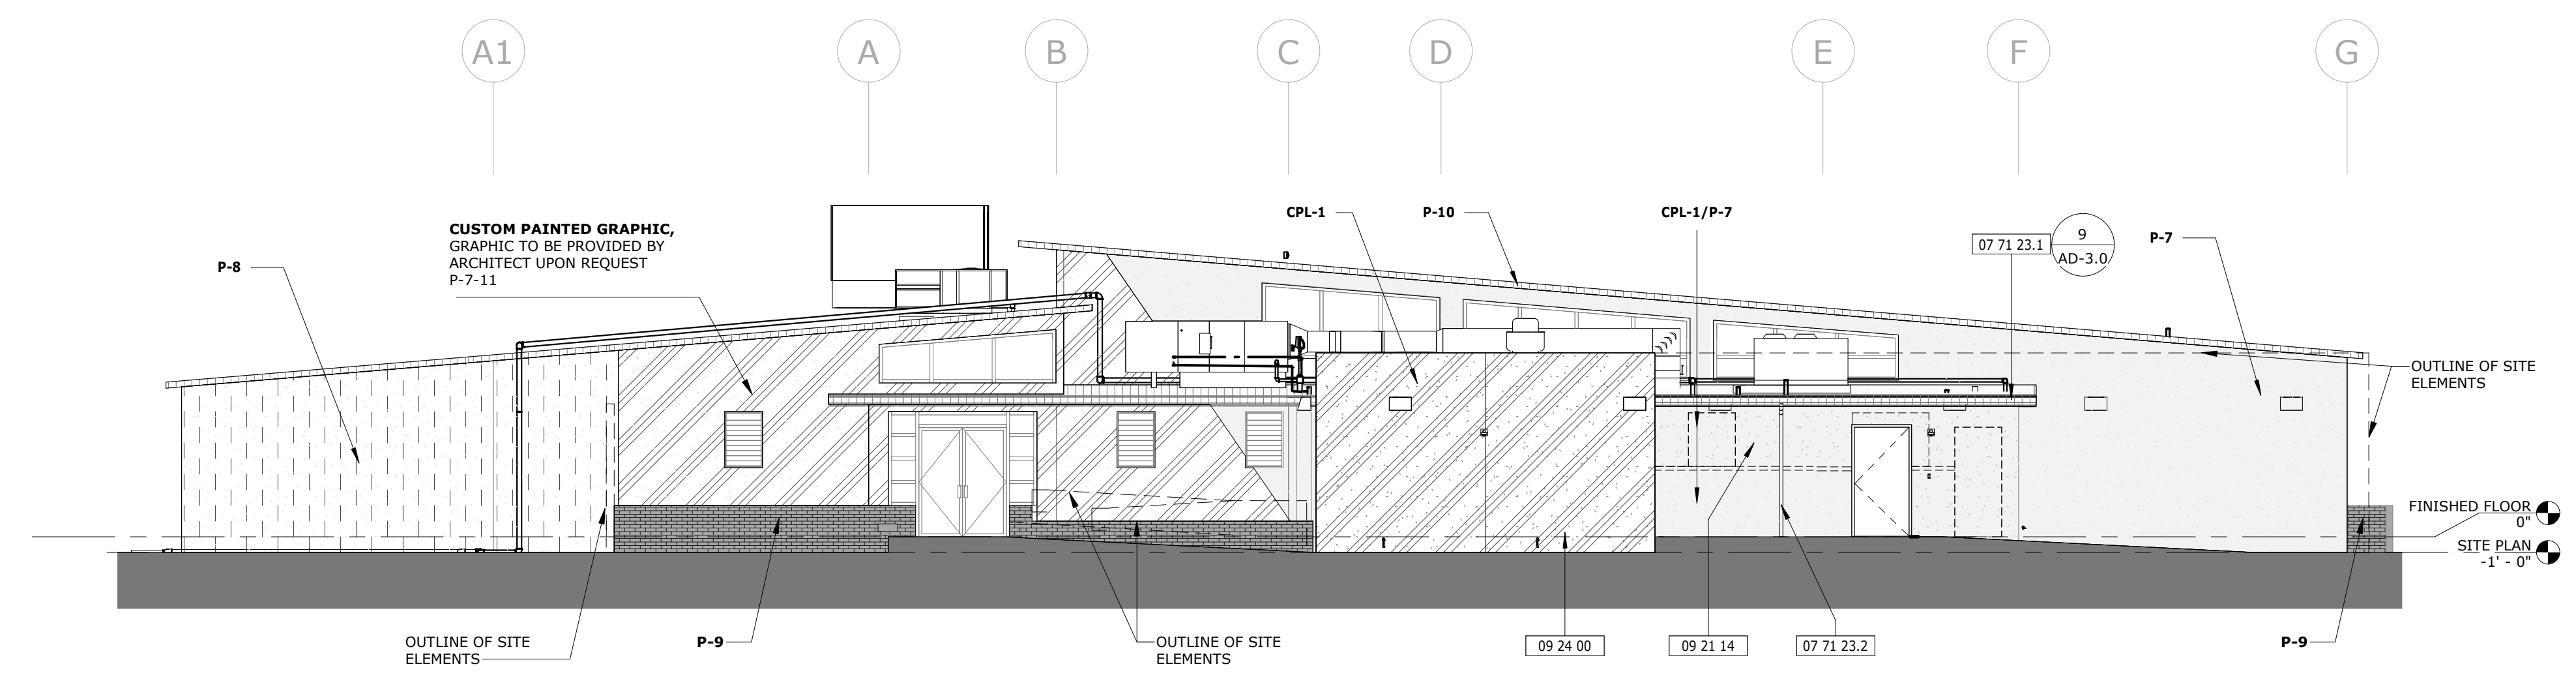 A1
A
B
C
D
E
F
G
CUSTOM PAINTED GRAPHIC,
GRAPHIC TO BE PROVIDED BY
ARCHITECT UPON REQUEST
P-7-11
P-8
CPL-1
P-10
CPL-1/P-7
07 71 23.1
9
AD-3.0
P-7
OUTLINE OF SITE
ELEMENTS
FINISHED FLOOR
0"
SITE PLAN
-1' - 0"
OUTLINE OF SITE
ELEMENTS
P-9
OUTLINE OF SITE
ELEMENTS
09 24 00
09 21 14
07 71 23.2
P-9